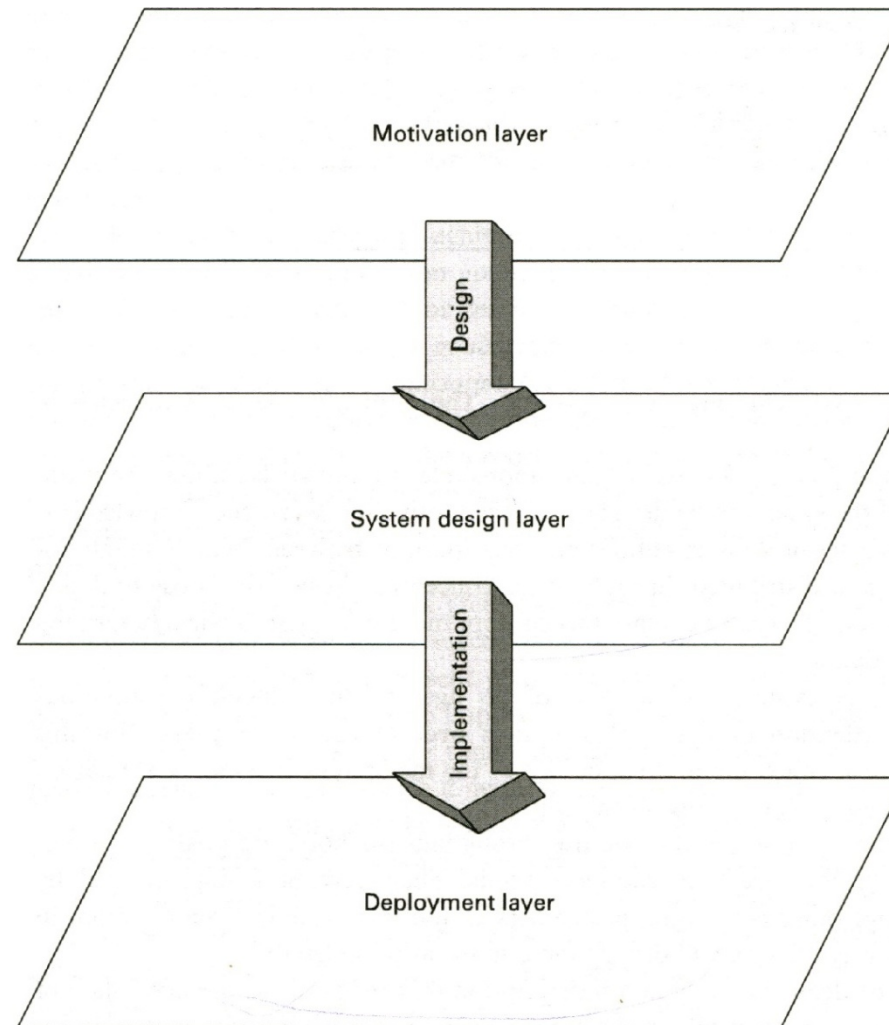 Motivation layer
Design
System design layer
Implementation
Deployment layer